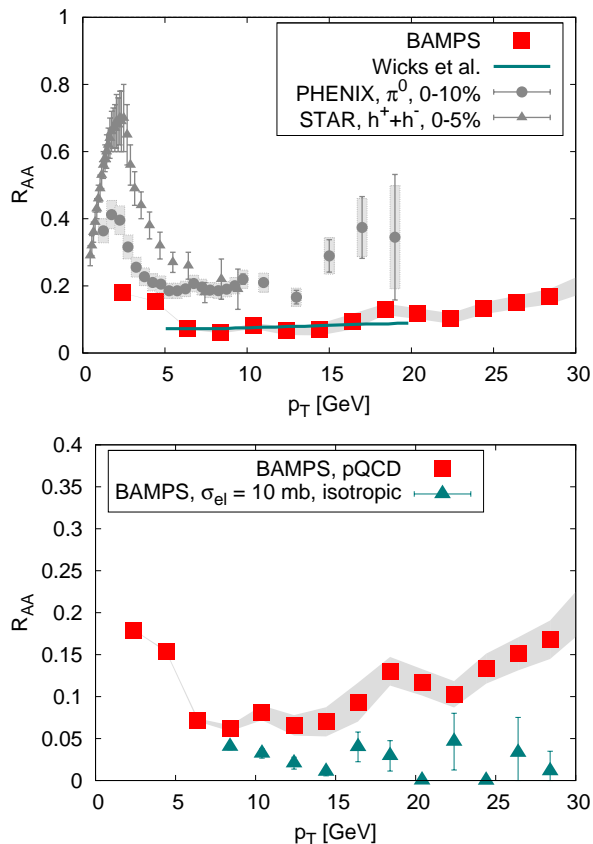 R_AA
1
0.8
0.6
0.4
0.2
0
BAMPS
Wicks et al.
PHENIX, π⁰, 0-10%
STAR, h⁺+h⁻, 0-5%
0 5 10 15 20 25 30
p_T [GeV]
R_AA
0.4
0.35
0.3
0.25
0.2
0.15
0.1
0.05
0
BAMPS, pQCD
BAMPS, σ_el = 10 mb, isotropic
0 5 10 15 20 25 30
p_T [GeV]